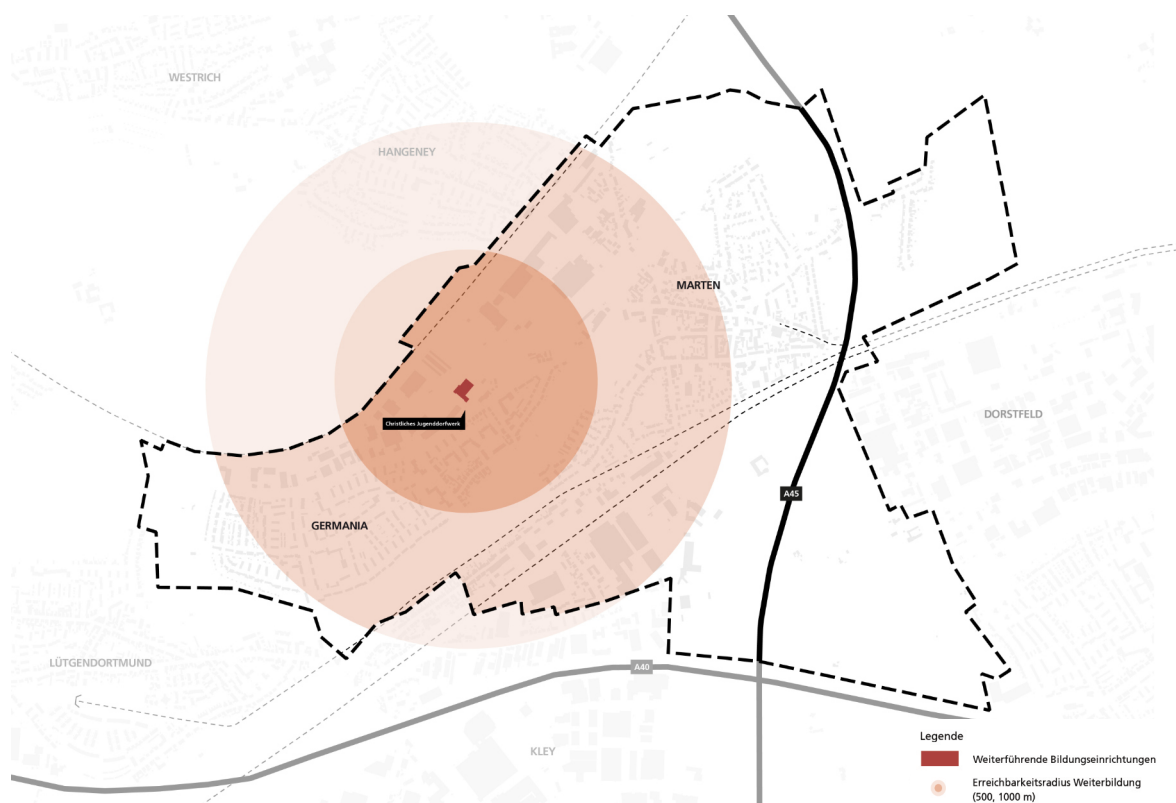 WESTRICH
HANGENEY
MARTEN
DORSTFELD
Christliches Jugenddorfwerk
A45
GERMANIA
LÜTGENDORTMUND
A40
KLEY
Legende
Weiterführende Bildungseinrichtungen
Erreichbarkeitsradius Weiterbildung
(500, 1000 m)